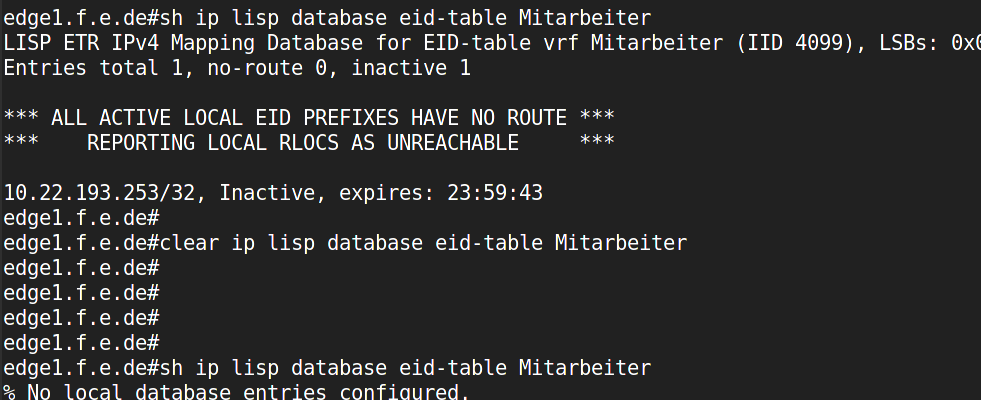 edge1.f.e.de#sh ip lisp database eid-table Mitarbeiter
LISP ETR IPv4 Mapping Database for EID-table vrf Mitarbeiter (IID 4099), LSBs: 0x0
Entries total 1, no-route 0, inactive 1
*** ALL ACTIVE LOCAL EID PREFIXES HAVE NO ROUTE ***
***    REPORTING LOCAL RLOCS AS UNREACHABLE     ***
10.22.193.253/32, Inactive, expires: 23:59:43
edge1.f.e.de#
edge1.f.e.de#clear ip lisp database eid-table Mitarbeiter
edge1.f.e.de#
edge1.f.e.de#
edge1.f.e.de#
edge1.f.e.de#
edge1.f.e.de#sh ip lisp database eid-table Mitarbeiter
% No local database entries configured.